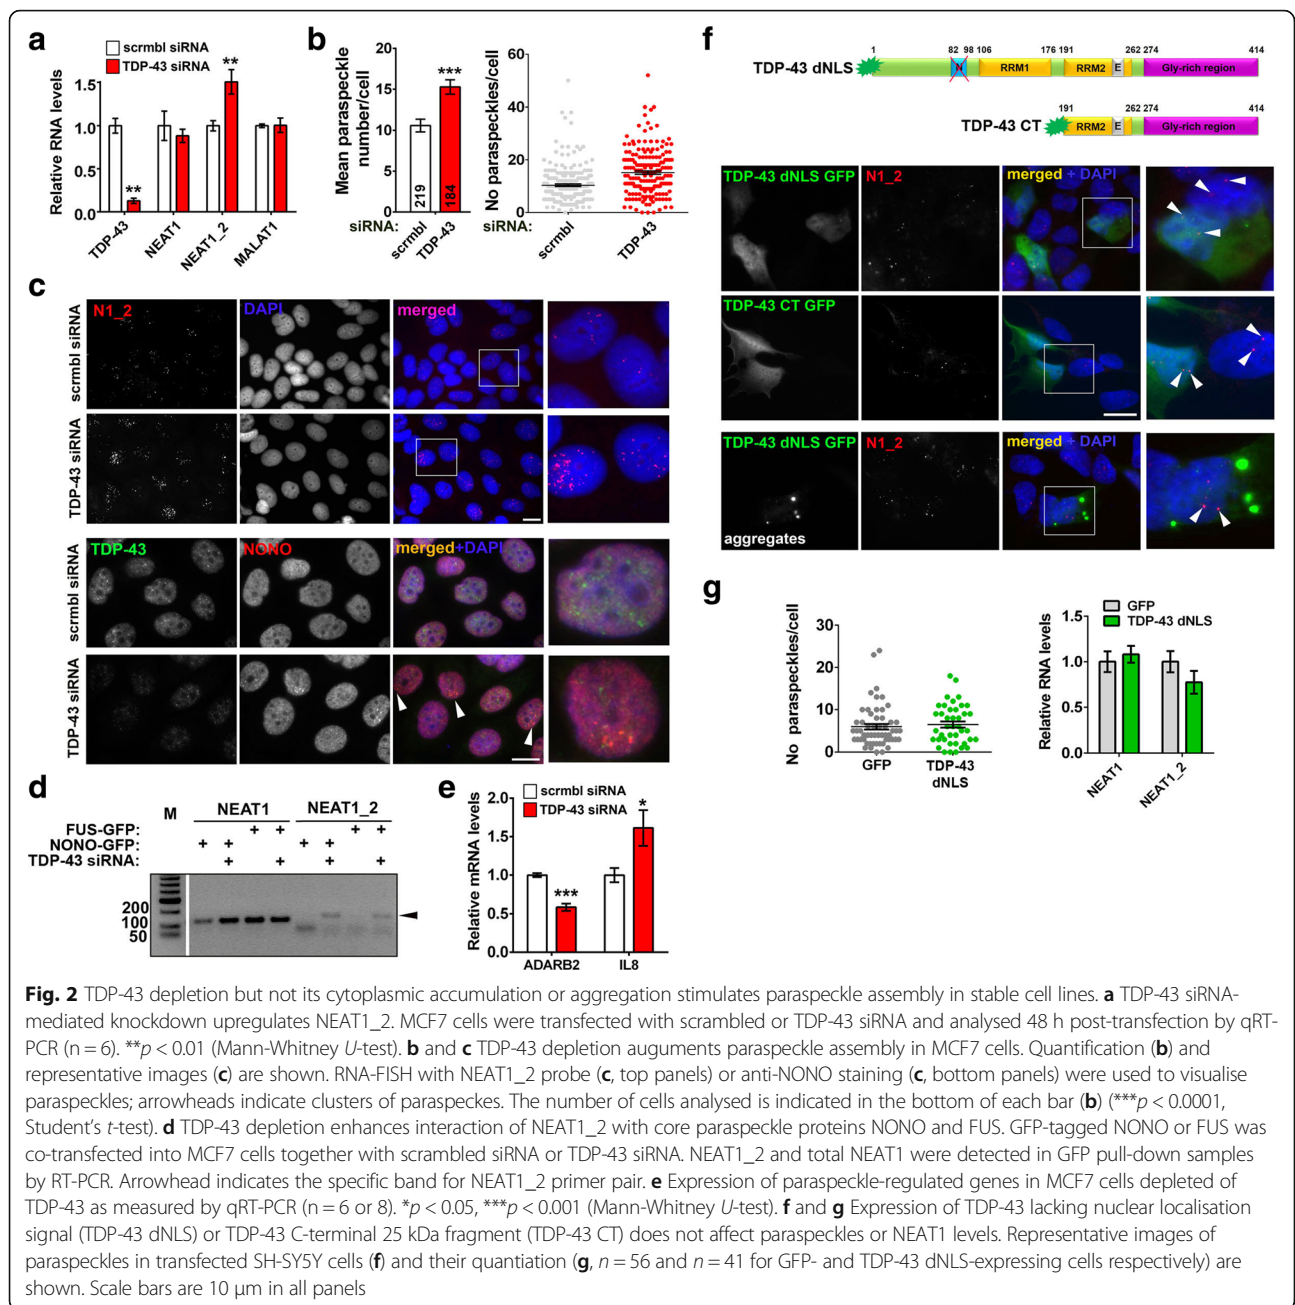 a
scrmbl siRNA
TDP-43 siRNA
Relative RNA levels
1.5
1.0
0.5
0.0
**
**
TDP-43
NEAT1
NEAT1_2
MALAT1
b
Mean paraspeckle
number/cell
20
15
10
5
0
***
219
184
siRNA:
scrmbl
TDP-43
No paraspeckles/cell
60
40
20
0
siRNA:
scrmbl
TDP-43
c
scrmbl siRNA
N1_2
DAPI
merged
TDP-43 siRNA
scrmbl siRNA
TDP-43
NONO
merged+DAPI
TDP-43 siRNA
d
M
NEAT1
NEAT1_2
FUS-GFP:
+ + + +
NONO-GFP:
+ + + +
TDP-43 siRNA:
+ + + +
200
100
50
e
scrmbl siRNA
TDP-43 siRNA
Relative mRNA levels
1.5
1.0
0.5
0.0
***
*
ADARB2
IL8
f
TDP-43 dNLS
1
82
98
106
176
191
262
274
414
N
RRM1
RRM2
E
Gly-rich region
TDP-43 CT
191
262
274
414
RRM2
E
Gly-rich region
TDP-43 dNLS GFP
N1_2
merged + DAPI
TDP-43 CT GFP
TDP-43 dNLS GFP
N1_2
merged + DAPI
aggregates
g
No paraspeckles/cell
30
20
10
0
GFP
TDP-43
dNLS
GFP
TDP-43 dNLS
Relative RNA levels
1.5
1.0
0.5
0.0
NEAT1
NEAT1_2
Fig. 2 TDP-43 depletion but not its cytoplasmic accumulation or aggregation stimulates paraspeckle assembly in stable cell lines. a TDP-43 siRNA-
mediated knockdown upregulates NEAT1_2. MCF7 cells were transfected with scrambled or TDP-43 siRNA and analysed 48 h post-transfection by qRT-
PCR (n = 6). **p < 0.01 (Mann-Whitney U-test). b and c TDP-43 depletion auguments paraspeckle assembly in MCF7 cells. Quantification (b) and
representative images (c) are shown. RNA-FISH with NEAT1_2 probe (c, top panels) or anti-NONO staining (c, bottom panels) were used to visualise
paraspeckles; arrowheads indicate clusters of paraspeckes. The number of cells analysed is indicated in the bottom of each bar (b) (***p < 0.0001,
Student's t-test). d TDP-43 depletion enhances interaction of NEAT1_2 with core paraspeckle proteins NONO and FUS. GFP-tagged NONO or FUS was
co-transfected into MCF7 cells together with scrambled siRNA or TDP-43 siRNA. NEAT1_2 and total NEAT1 were detected in GFP pull-down samples
by RT-PCR. Arrowhead indicates the specific band for NEAT1_2 primer pair. e Expression of paraspeckle-regulated genes in MCF7 cells depleted of
TDP-43 as measured by qRT-PCR (n = 6 or 8). *p < 0.05, ***p < 0.001 (Mann-Whitney U-test). f and g Expression of TDP-43 lacking nuclear localisation
signal (TDP-43 dNLS) or TDP-43 C-terminal 25 kDa fragment (TDP-43 CT) does not affect paraspeckles or NEAT1 levels. Representative images of
paraspeckles in transfected SH-SY5Y cells (f) and their quantiation (g, n = 56 and n = 41 for GFP- and TDP-43 dNLS-expressing cells respectively) are
shown. Scale bars are 10 µm in all panels